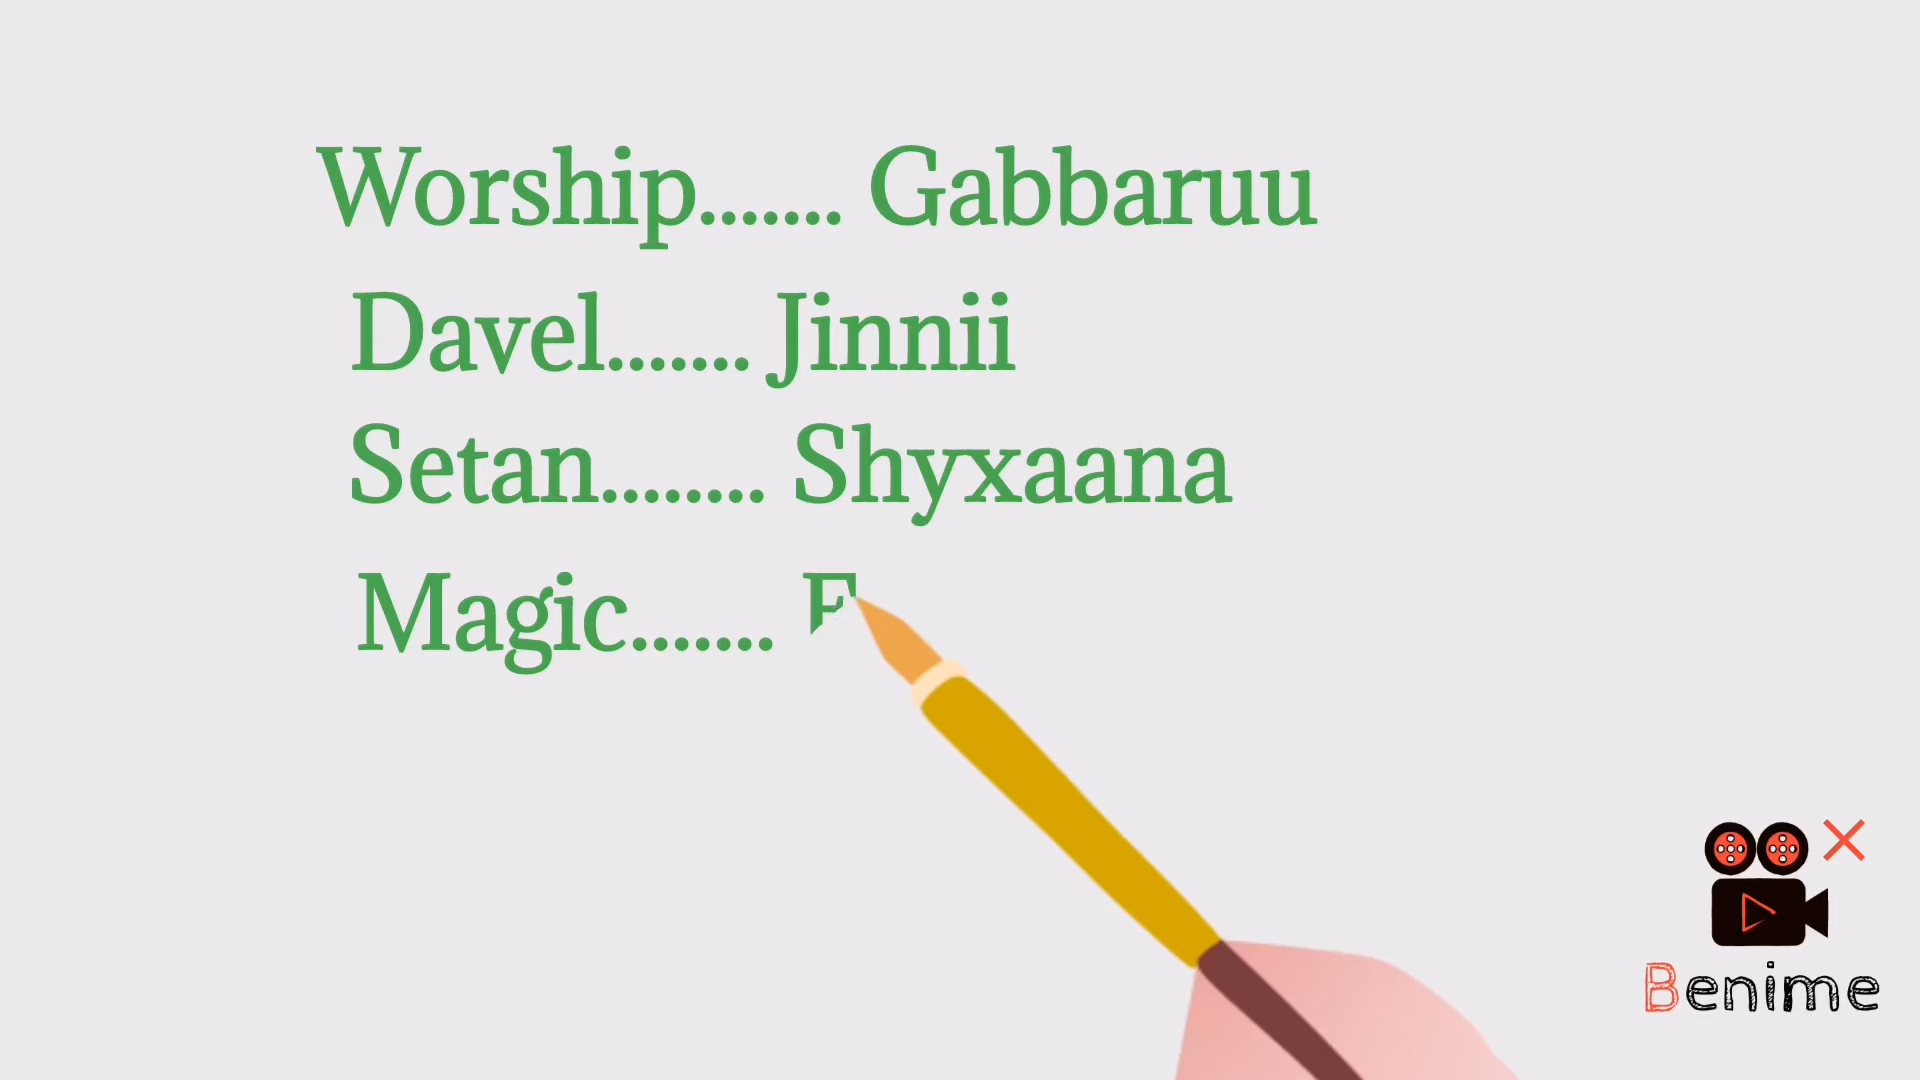 Worship....... Gabbaruu
Davel....... Jinnii
Setan........ Shyxaana
Magic.......
Benime